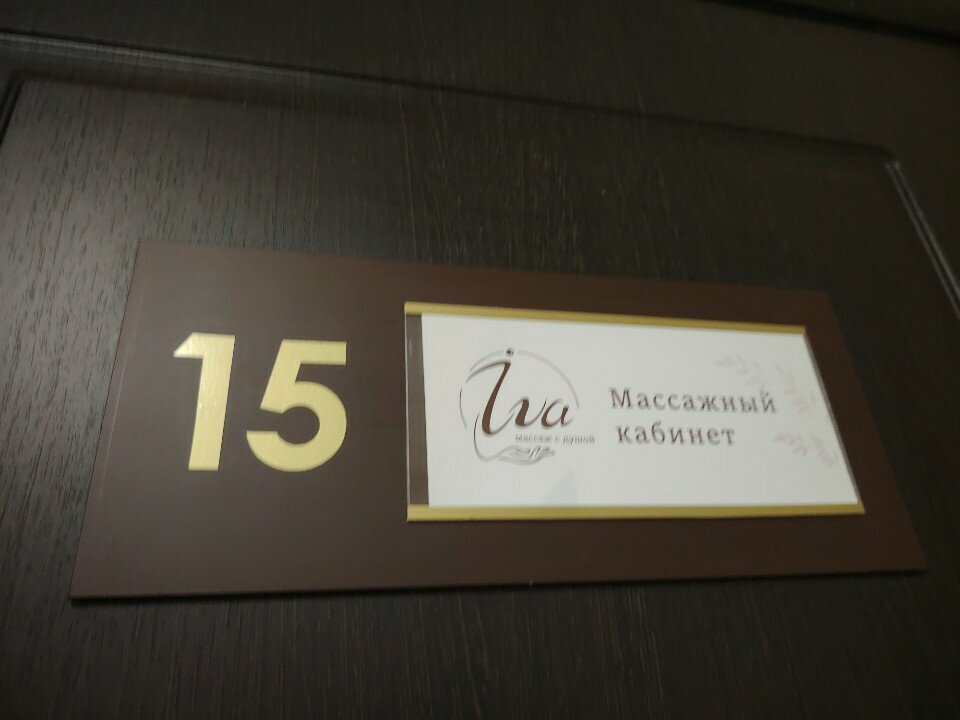 15
iva
массаж с душой
Массажный
кабинет